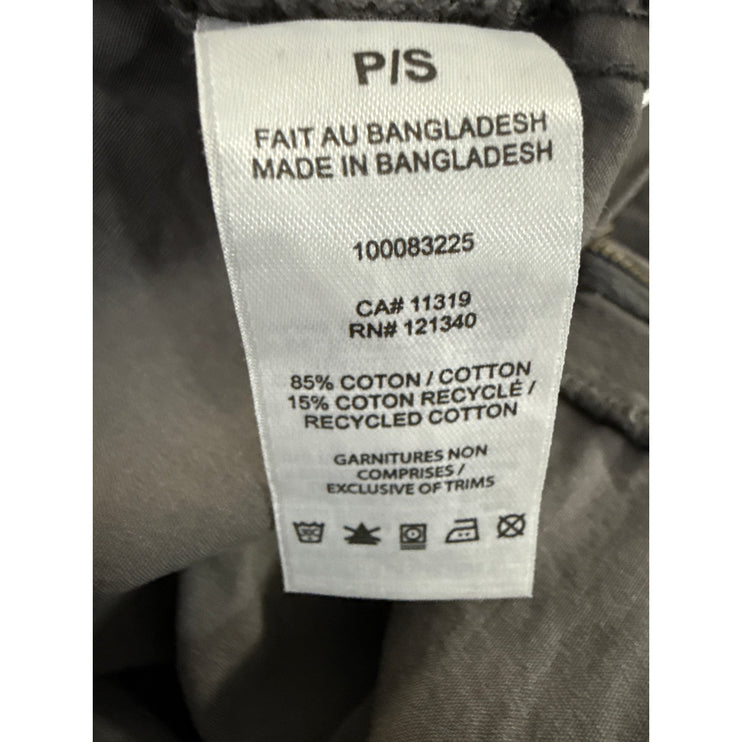 P/S
FAIT AU BANGLADESH
MADE IN BANGLADESH
100083225
CA# 11319
RN# 121340
85% COTON / COTTON
15% COTON RECYCLÉ /
RECYCLED COTTON
GARNITURES NON
COMPRISES /
EXCLUSIVE OF TRIMS